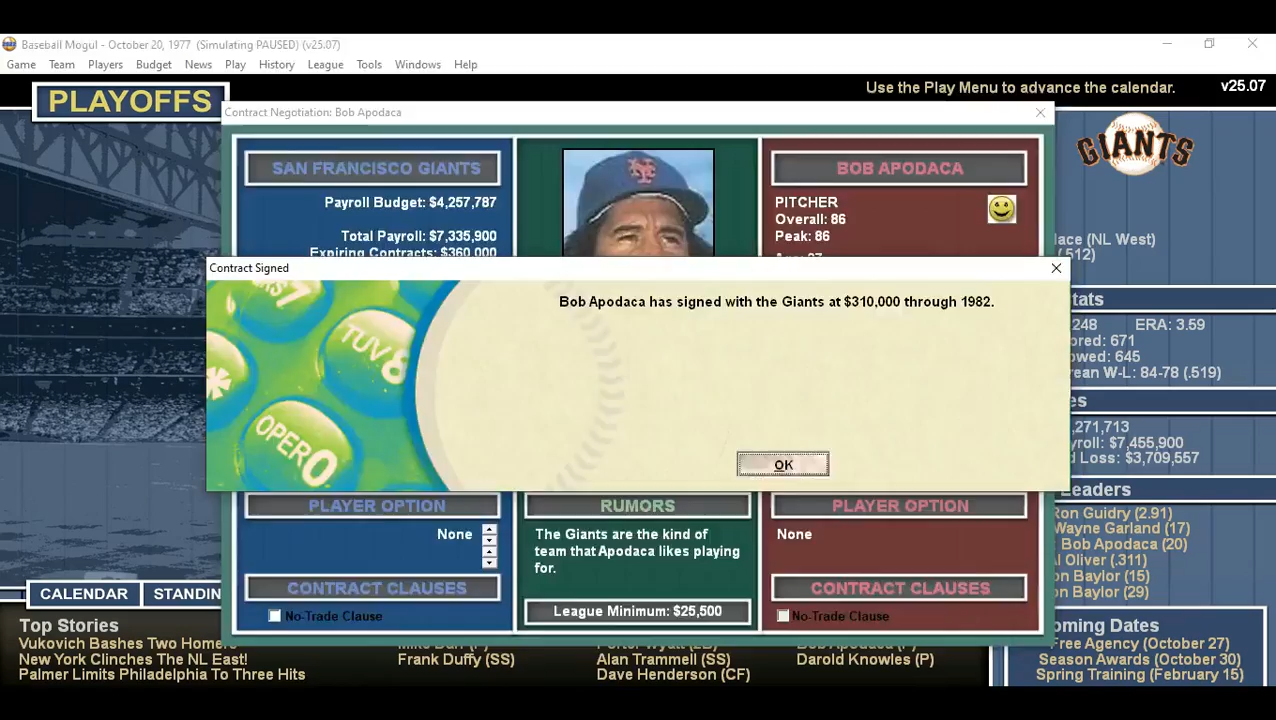 Baseball Mogul - October 20, 1977 (Simulating PAUSED) (v25.07)
Game Team Players Budget News Play History League Tools Windows Help
PLAYOFFS
Use the Play Menu to advance the calendar.
v25.07
Contract Negotiation: Bob Apodaca
GIANTS
SAN FRANCISCO GIANTS
BOB APODACA
Payroll Budget: $4,257,787
Total Payroll: $7,335,900
Expiring Contracts: $360,000
PITCHER
Overall: 86
Peak: 86
(NL West)
(.512)
Contract Signed
Bob Apodaca has signed with the Giants at $310,000 through 1982.
TUV8
OPER0
*
OK
248 ERA: 3.59
671
645
W-L: 84-78 (.519)
271,713
$7,455,900
Loss: $3,709,557
Leaders
Ron Guidry (2.91)
Wayne Garland (17)
Bob Apodaca (20)
Al Oliver (.311)
Baylor (15)
Baylor (29)
PLAYER OPTION
None
RUMORS
The Giants are the kind of
team that Apodaca likes playing
for.
PLAYER OPTION
None
CONTRACT CLAUSES
No-Trade Clause
League Minimum: $25,500
CONTRACT CLAUSES
No-Trade Clause
CALENDAR
STANDIN
Top Stories
Vukovich Bashes Two Homers
New York Clinches The NL East!
Palmer Limits Philadelphia To Three Hits
Frank Duffy (SS)
Alan Trammell (SS)
Dave Henderson (CF)
Darold Knowles (P)
oming Dates
Free Agency (October 27)
Season Awards (October 30)
Spring Training (February 15)